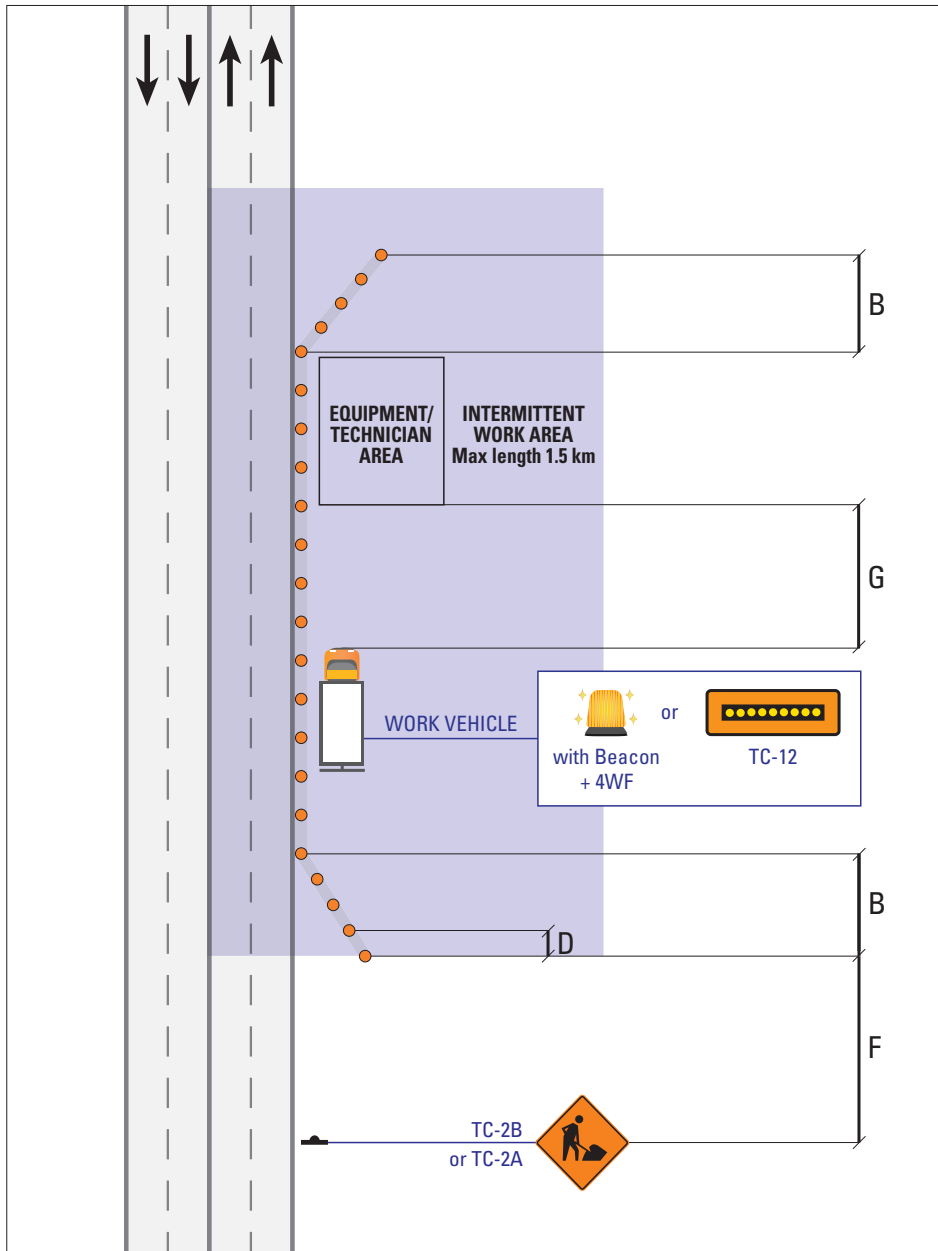 B
EQUIPMENT/
TECHNICIAN
AREA
INTERMITTENT
WORK AREA
Max length 1.5 km
G
WORK VEHICLE
with Beacon
+ 4WF
or
TC-12
B
D
F
TC-2B
or TC-2A